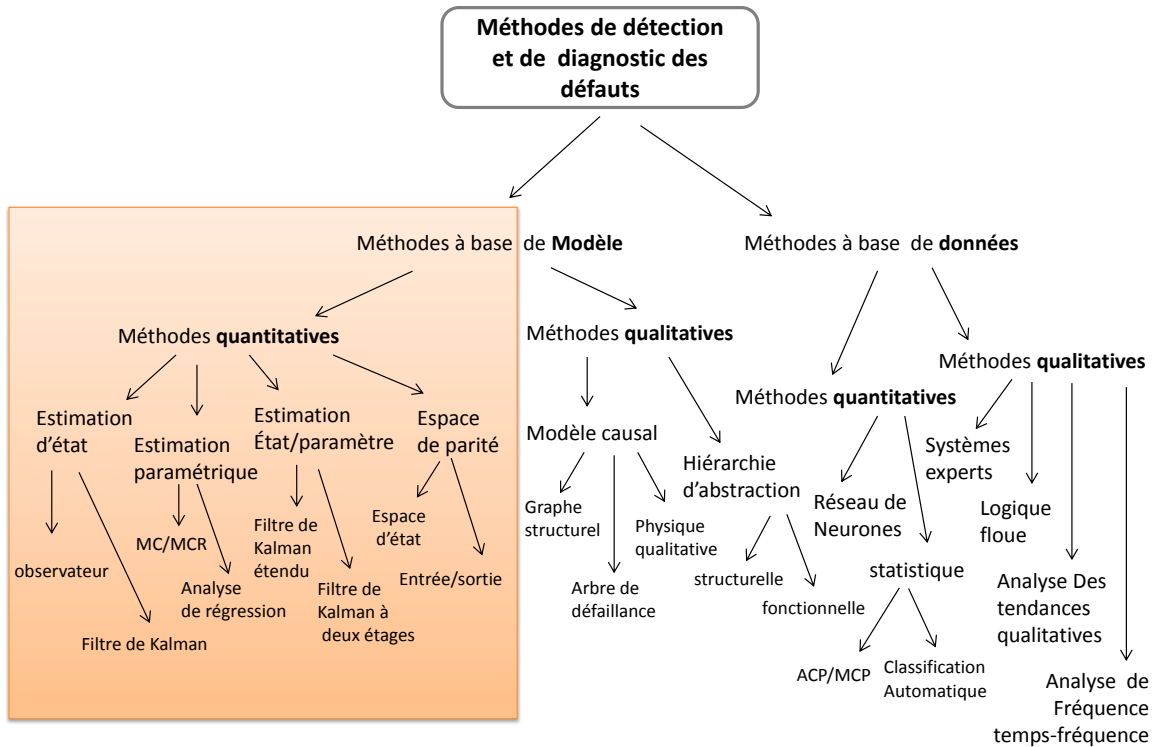 Méthodes de détection
et de diagnostic des
défauts
Méthodes à base de Modèle
Méthodes à base de données
Méthodes quantitatives
Méthodes qualitatives
Méthodes quantitatives
Méthodes qualitatives
Estimation
d'état
Estimation
paramétrique
Estimation
État/paramètre
Espace
de parité
observateur
Filtre de Kalman
MC/MCR
Analyse
de régression
Filtre de
Kalman
étendu
Filtre de
Kalman à
deux étages
Espace
d'état
Entrée/sortie
Modèle causal
Hiérarchie
d'abstraction
Graphe
structurel
Arbre de
défaillance
Physique
qualitative
structurelle
fonctionnelle
Réseau de
Neurones
statistique
ACP/MCP
Classification
Automatique
Systèmes
experts
Logique
floue
Analyse Des
tendances
qualitatives
Analyse de
Fréquence
temps-fréquence